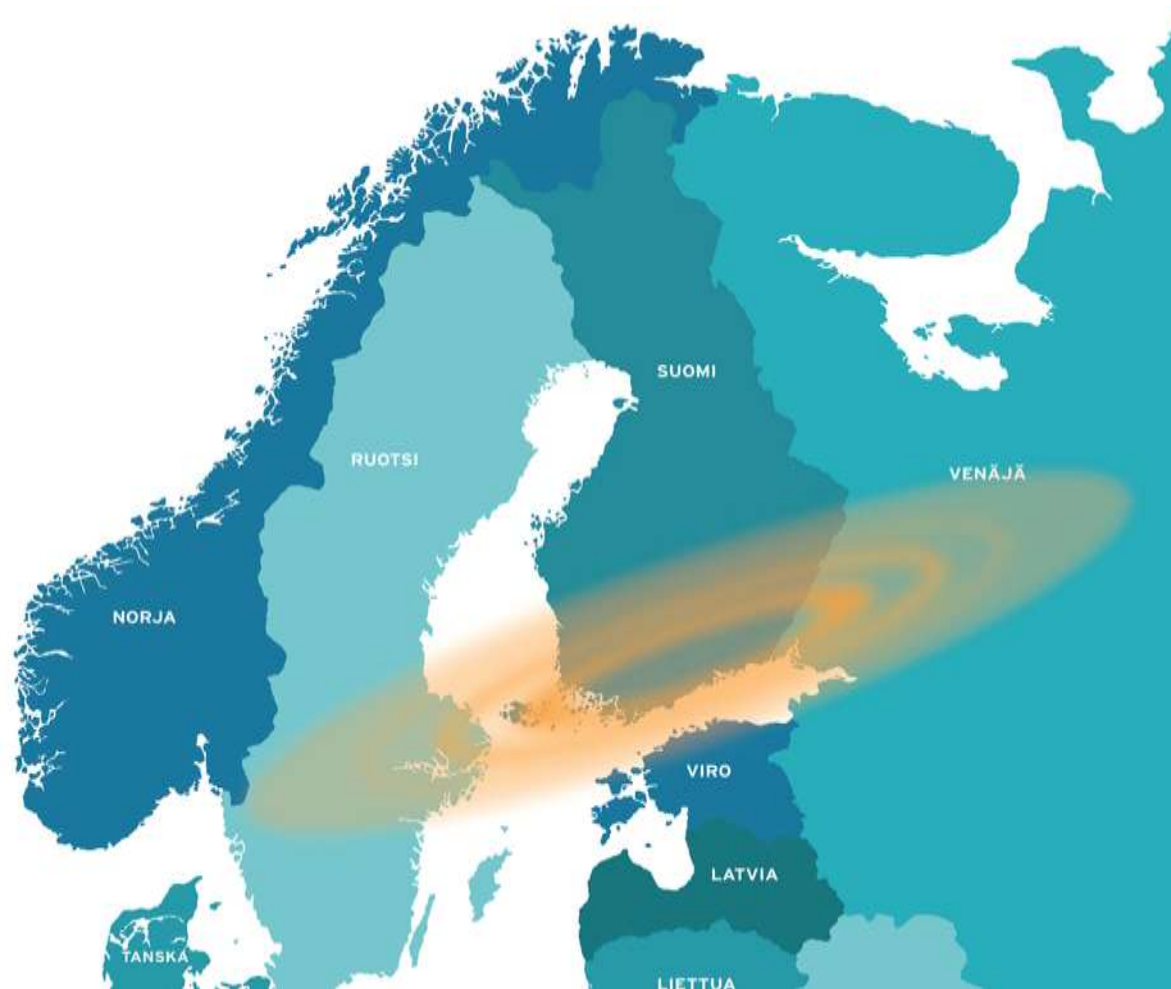 SUOMI
RUOTSI
VENÄJÄ
NORJA
VIRO
LATVIA
TANSKA
LIETTUA